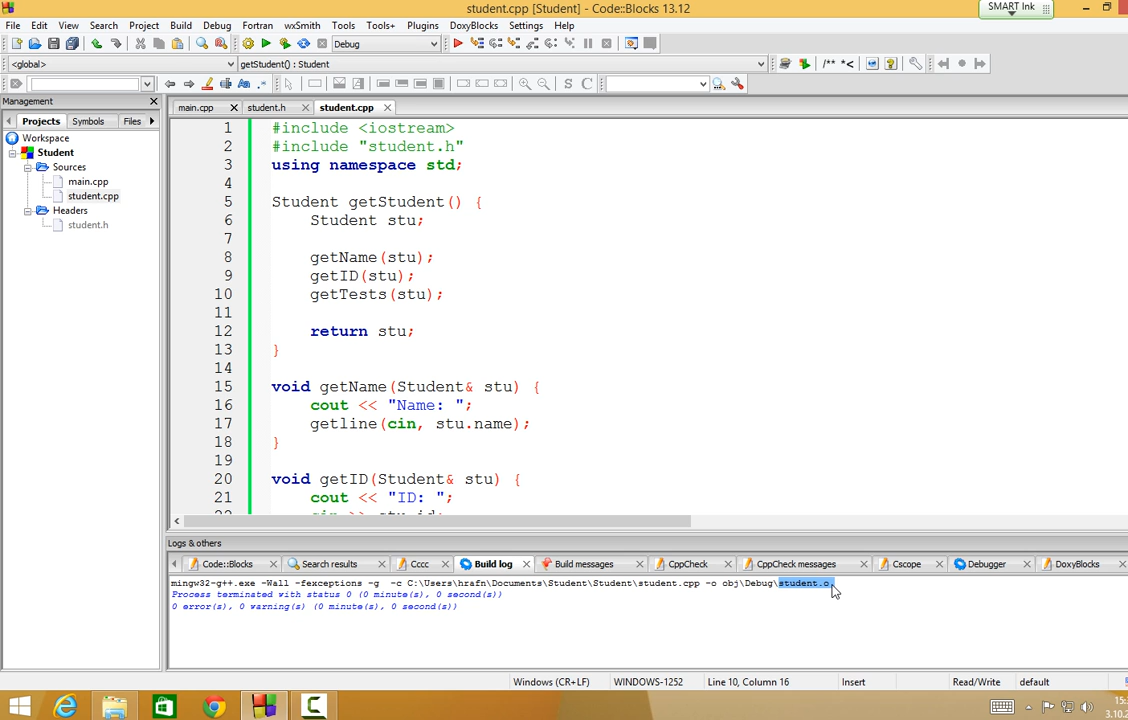 student.cpp [Student] - Code::Blocks 13.12
SMART Ink
File Edit View Search Project Build Debug Fortran wxSmith Tools Tools+ Plugins DoxyBlocks Settings Help
Debug
<global> getStudent() : Student
/** *<
S C
Management
main.cpp student.h student.cpp
Projects Symbols Files
Workspace
Student
Sources
main.cpp
student.cpp
Headers
student.h
1 #include <iostream>
2 #include "student.h"
3 using namespace std;
4
5 Student getStudent() {
6 Student stu;
7
8 getName(stu);
9 getID(stu);
10 getTests(stu);
11
12 return stu;
13 }
14
15 void getName(Student& stu) {
16 cout << "Name: ";
17 getline(cin, stu.name);
18 }
19
20 void getID(Student& stu) {
21 cout << "ID: ";
22 cin >> stu.id;
Logs & others
Code::Blocks Search results Cccc Build log Build messages CppCheck CppCheck messages Cscope Debugger DoxyBlocks
mingw32-g++.exe -Wall -fexceptions -g -c C:\Users\hrafn\Documents\Student\Student\student.cpp -o obj\Debug\student.o
Process terminated with status 0 (0 minute(s), 0 second(s))
0 error(s), 0 warning(s) (0 minute(s), 0 second(s))
Windows (CR+LF) WINDOWS-1252 Line 10, Column 16 Insert Read/Write default